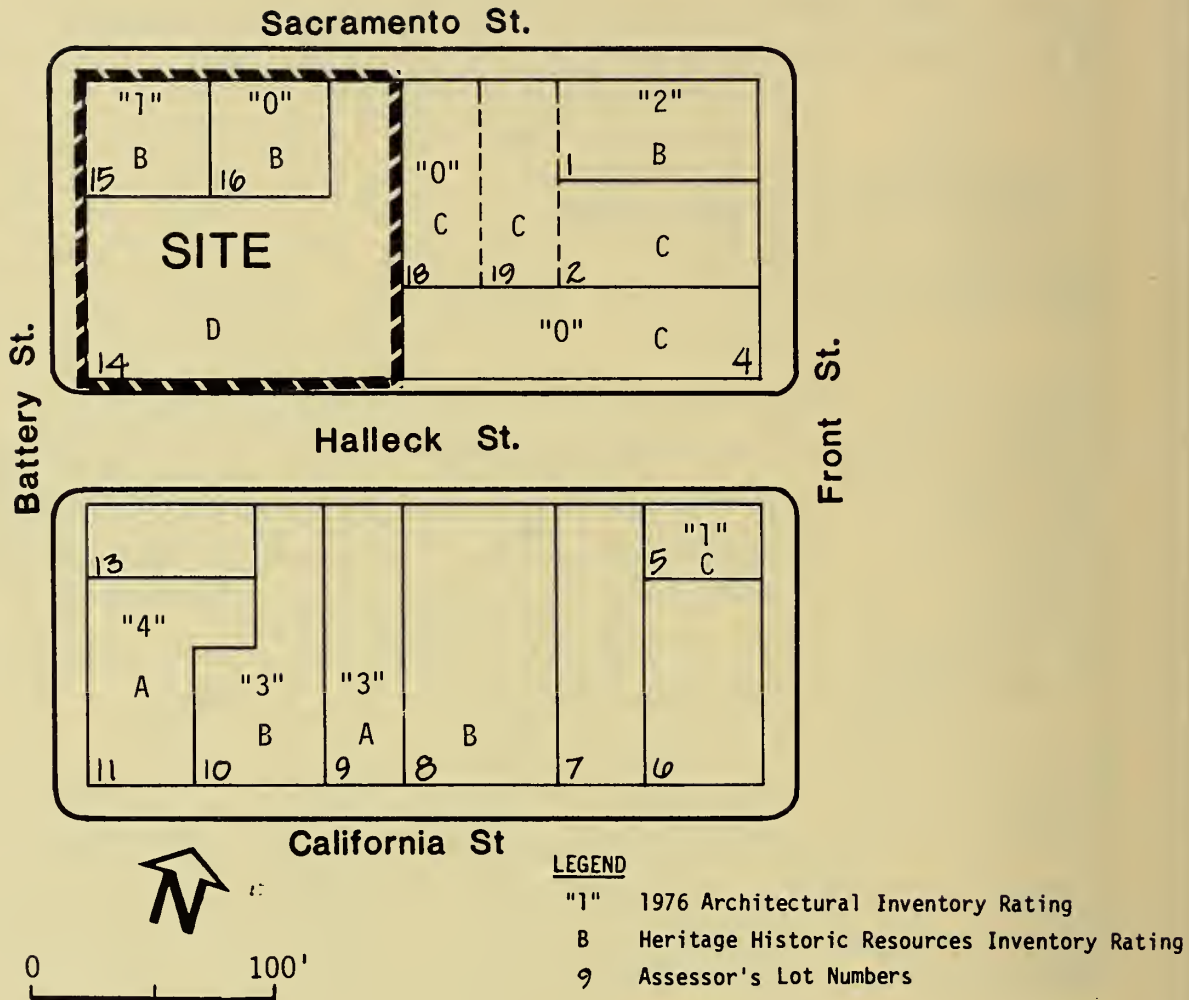 Sacramento St.
"1" "0" "2"
B B "0" B
15 16 1
SITE C C C
18 19 2
D "0" C
14 4
Battery St.
Front St.
Halleck St.
"1"
13 5 C
"4"
A "3" "3"
B A B
11 10 9 8 7 6
California St
N
0 100'
LEGEND
"1" 1976 Architectural Inventory Rating
B Heritage Historic Resources Inventory Rating
9 Assessor's Lot Numbers